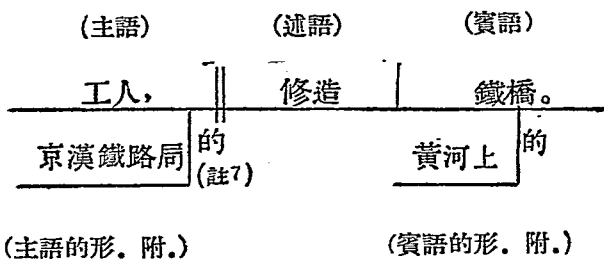 (主語) (述語) (賓語)
工人， 修造 鐵橋。
京漢鐵路局 的 黃河上 的
(註7)
(主語的形．附．) (賓語的形．附．)